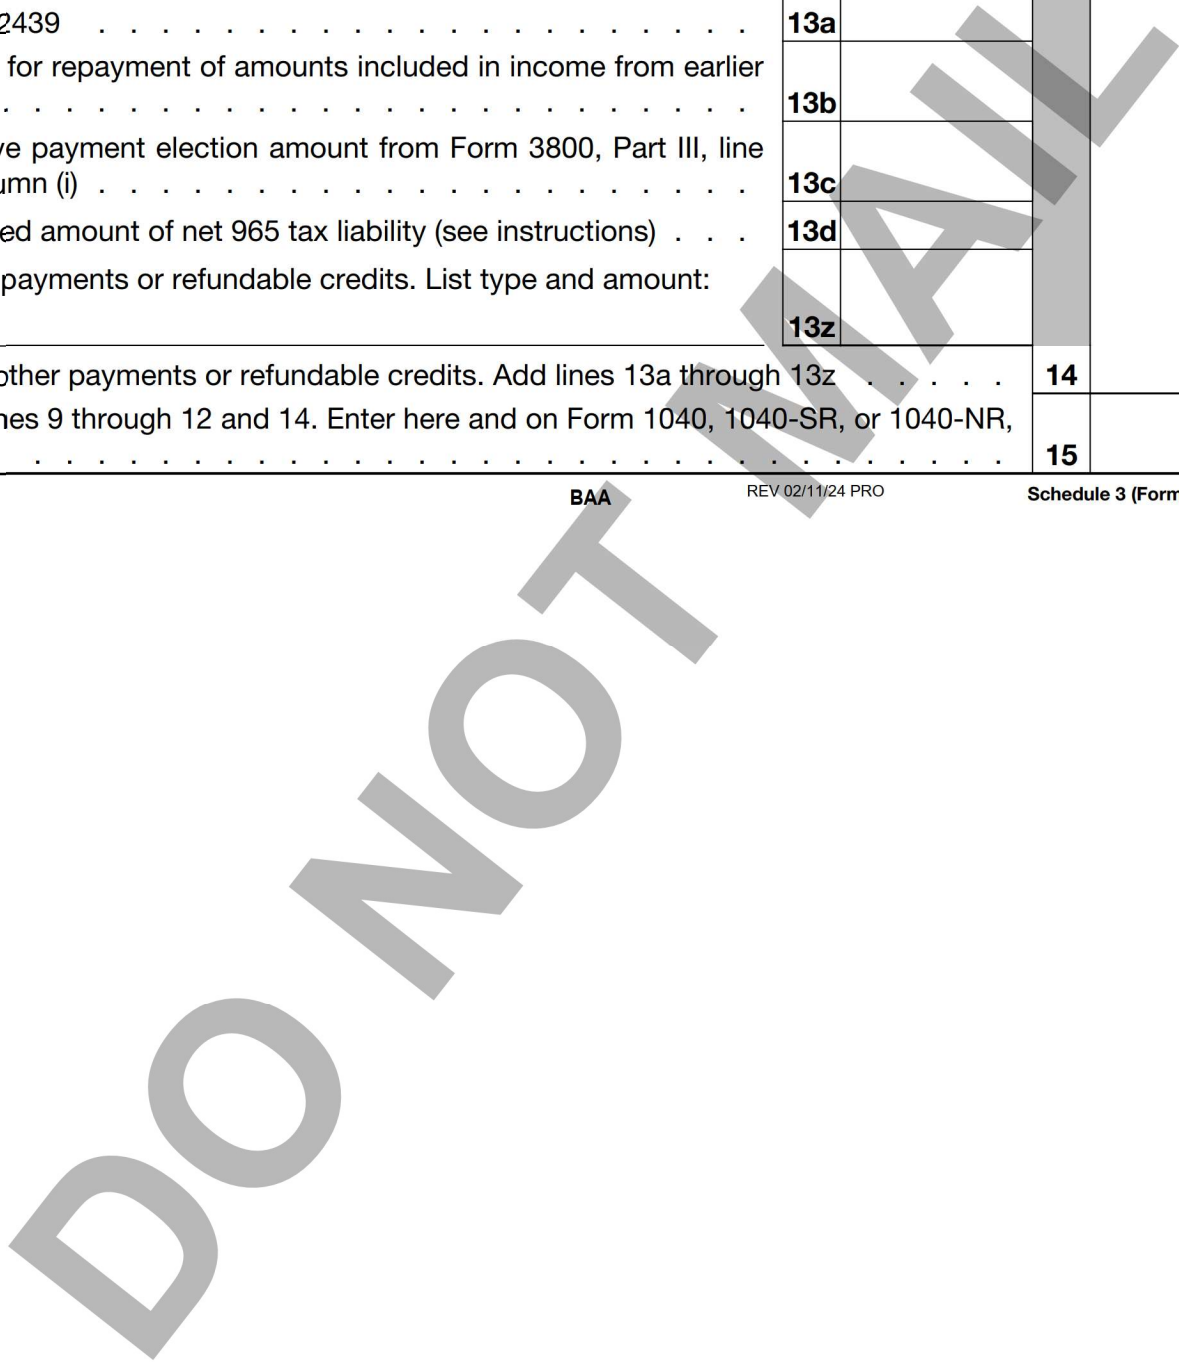 2439 . . . . . . . . . . . . . . . . . . . . . 13a
for repayment of amounts included in income from earlier
. . . . . . . . . . . . . . . . . . . . . . . . 13b
payment election amount from Form 3800, Part III, line
(i) . . . . . . . . . . . . . . . . . . . . . 13c
amount of net 965 tax liability (see instructions) . . . 13d
payments or refundable credits. List type and amount:
13z
other payments or refundable credits. Add lines 13a through 13z . . . . . 14
9 through 12 and 14. Enter here and on Form 1040, 1040-SR, or 1040-NR,
. . . . . . . . . . . . . . . . . . . . . . . . . . . . . . . 15
BAA REV 02/11/24 PRO Schedule 3 (Form
DO NOT MAIL